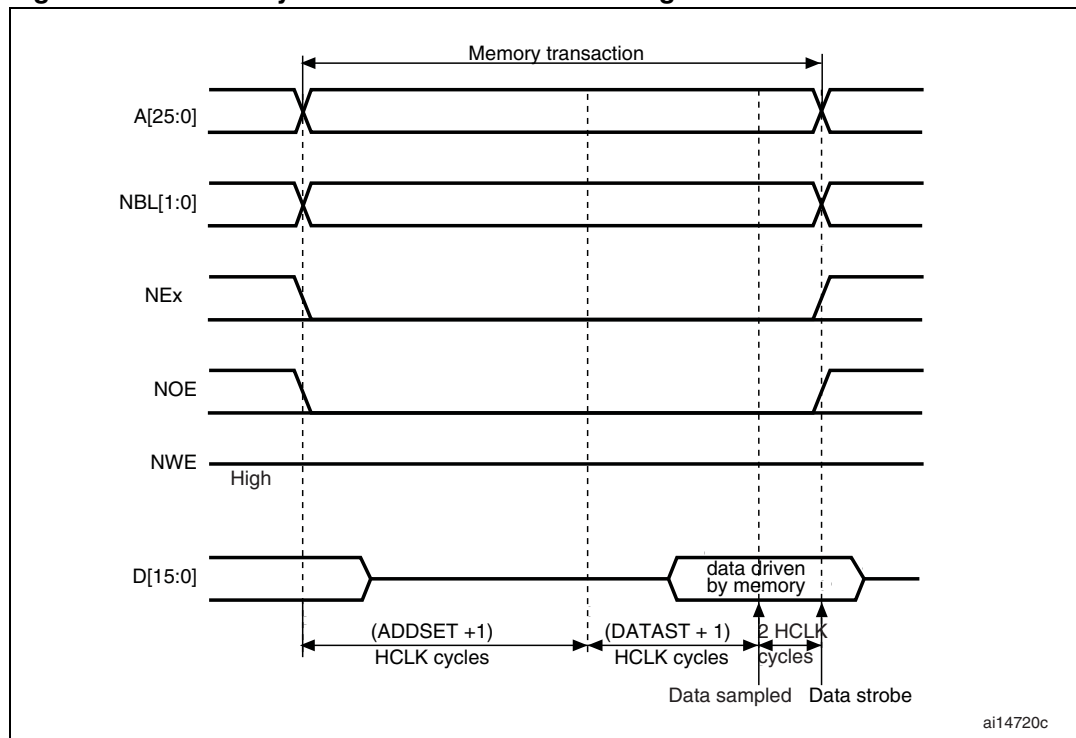 Memory transaction
A[25:0]
NBL[1:0]
NEx
NOE
NWE
High
D[15:0]
data driven
by memory
(ADDSET +1)
HCLK cycles
(DATAST + 1)
HCLK cycles
2 HCLK
cycles
Data sampled
Data strobe
ai14720c